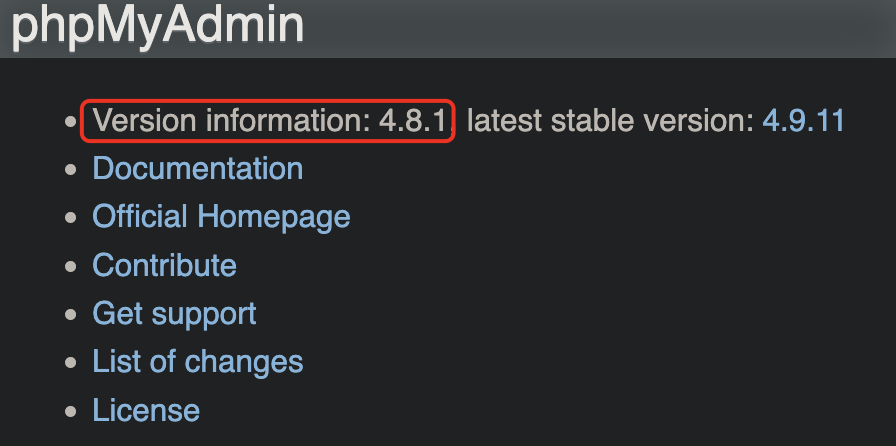 phpMyAdmin
Version information: 4.8.1, latest stable version: 4.9.11
Documentation
Official Homepage
Contribute
Get support
List of changes
License